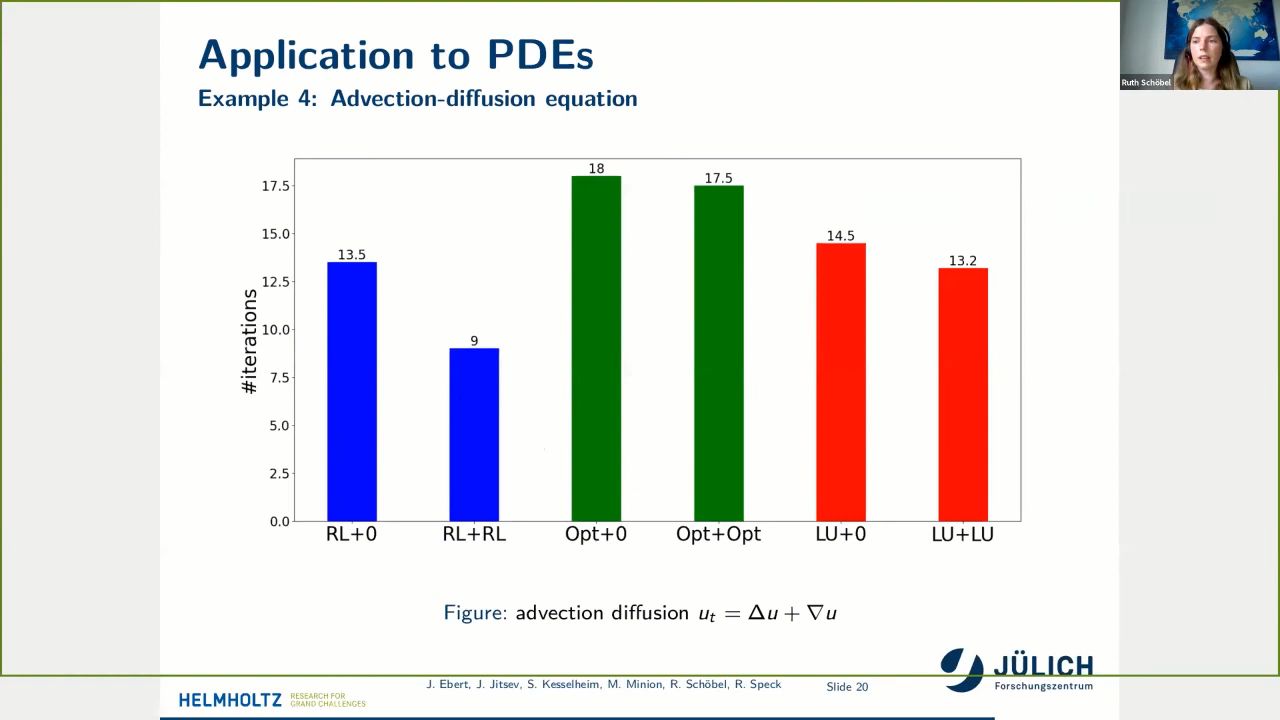 Application to PDEs
Example 4: Advection-diffusion equation
Ruth Schöbel
#iterations
17.5
15.0
12.5
10.0
7.5
5.0
2.5
0.0
13.5
9
18
17.5
14.5
13.2
RL+0
RL+RL
Opt+0
Opt+Opt
LU+0
LU+LU
Figure: advection diffusion uₜ = Δu + ∇u
JÜLICH
Forschungszentrum
J. Ebert, J. Jitsev, S. Kesselheim, M. Minion, R. Schöbel, R. Speck
Slide 20
HELMHOLTZ
RESEARCH FOR
GRAND CHALLENGES